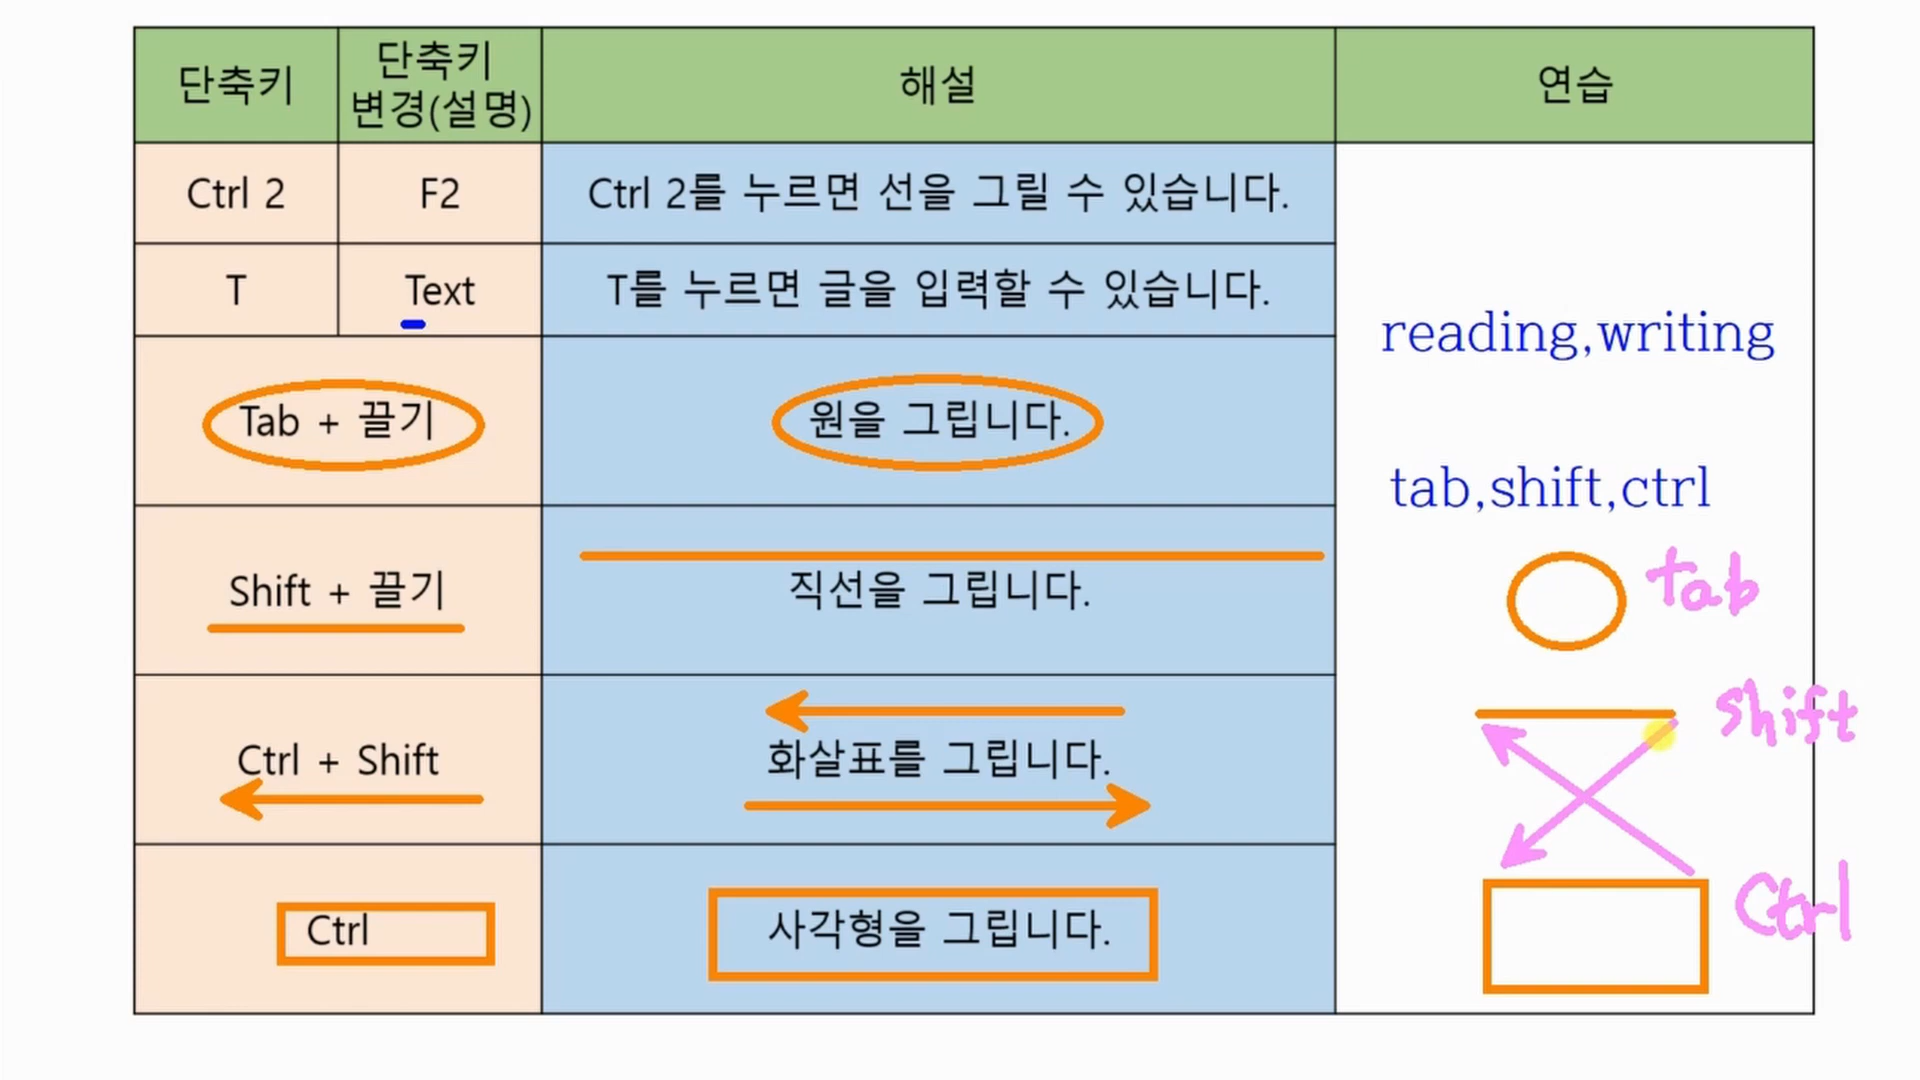 단축키
단축키
변경(설명)
해설
연습
Ctrl 2
F2
Ctrl 2를 누르면 선을 그릴 수 있습니다.
T
Text
T를 누르면 글을 입력할 수 있습니다.
reading,writing
Tab + 끌기
원을 그립니다.
tab,shift,ctrl
Shift + 끌기
직선을 그립니다.
tab
Ctrl + Shift
화살표를 그립니다.
shift
Ctrl
사각형을 그립니다.
Ctrl